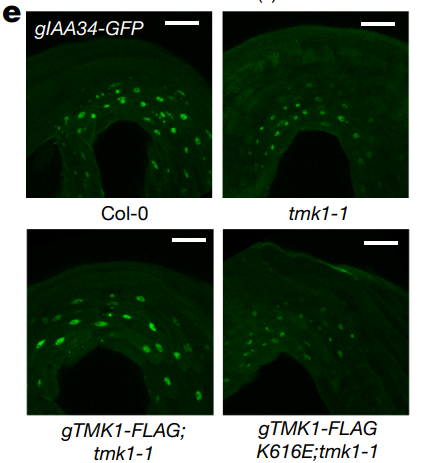 e
gIAA34-GFP
Col-0
tmk1-1
gTMK1-FLAG;
tmk1-1
gTMK1-FLAG
K616E;tmk1-1